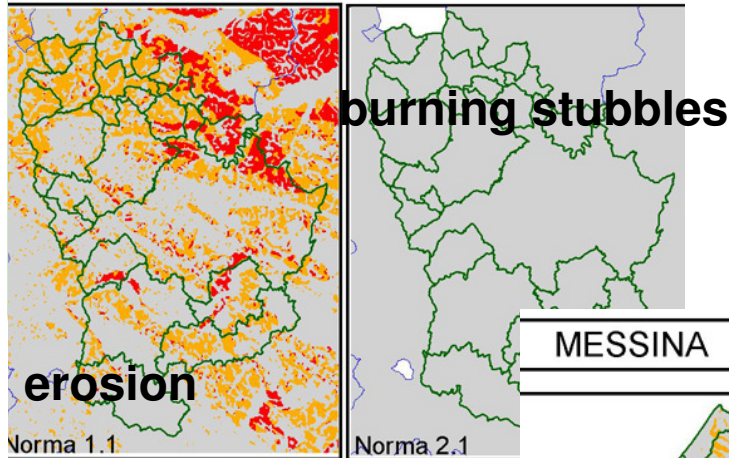 burning stubbles
erosion
MESSINA
Norma 1.1
Norma 2.1